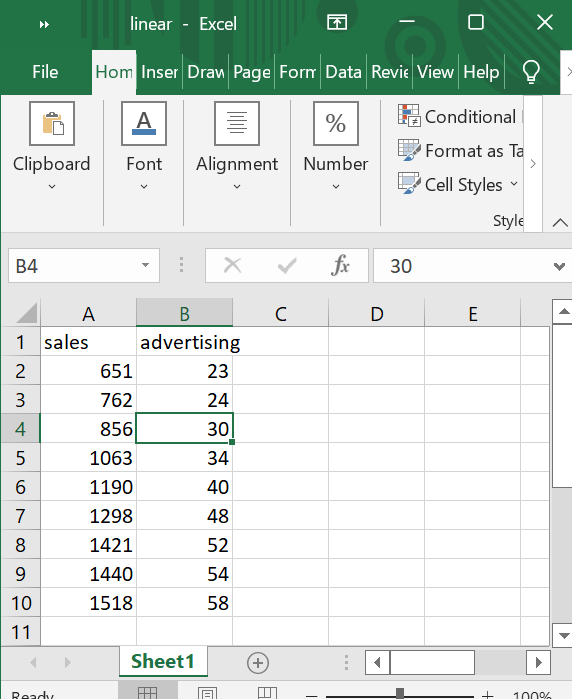 linear - Excel
File Hom Inser Draw Page Form Data Revie View Help
A %
Conditional
Clipboard Font Alignment Number Format as Ta
Cell Styles
Style
B4 fx 30
A B C D E
1 sales advertising
2 651 23
3 762 24
4 856 30
5 1063 34
6 1190 40
7 1298 48
8 1421 52
9 1440 54
10 1518 58
11
Sheet1
Ready 100%